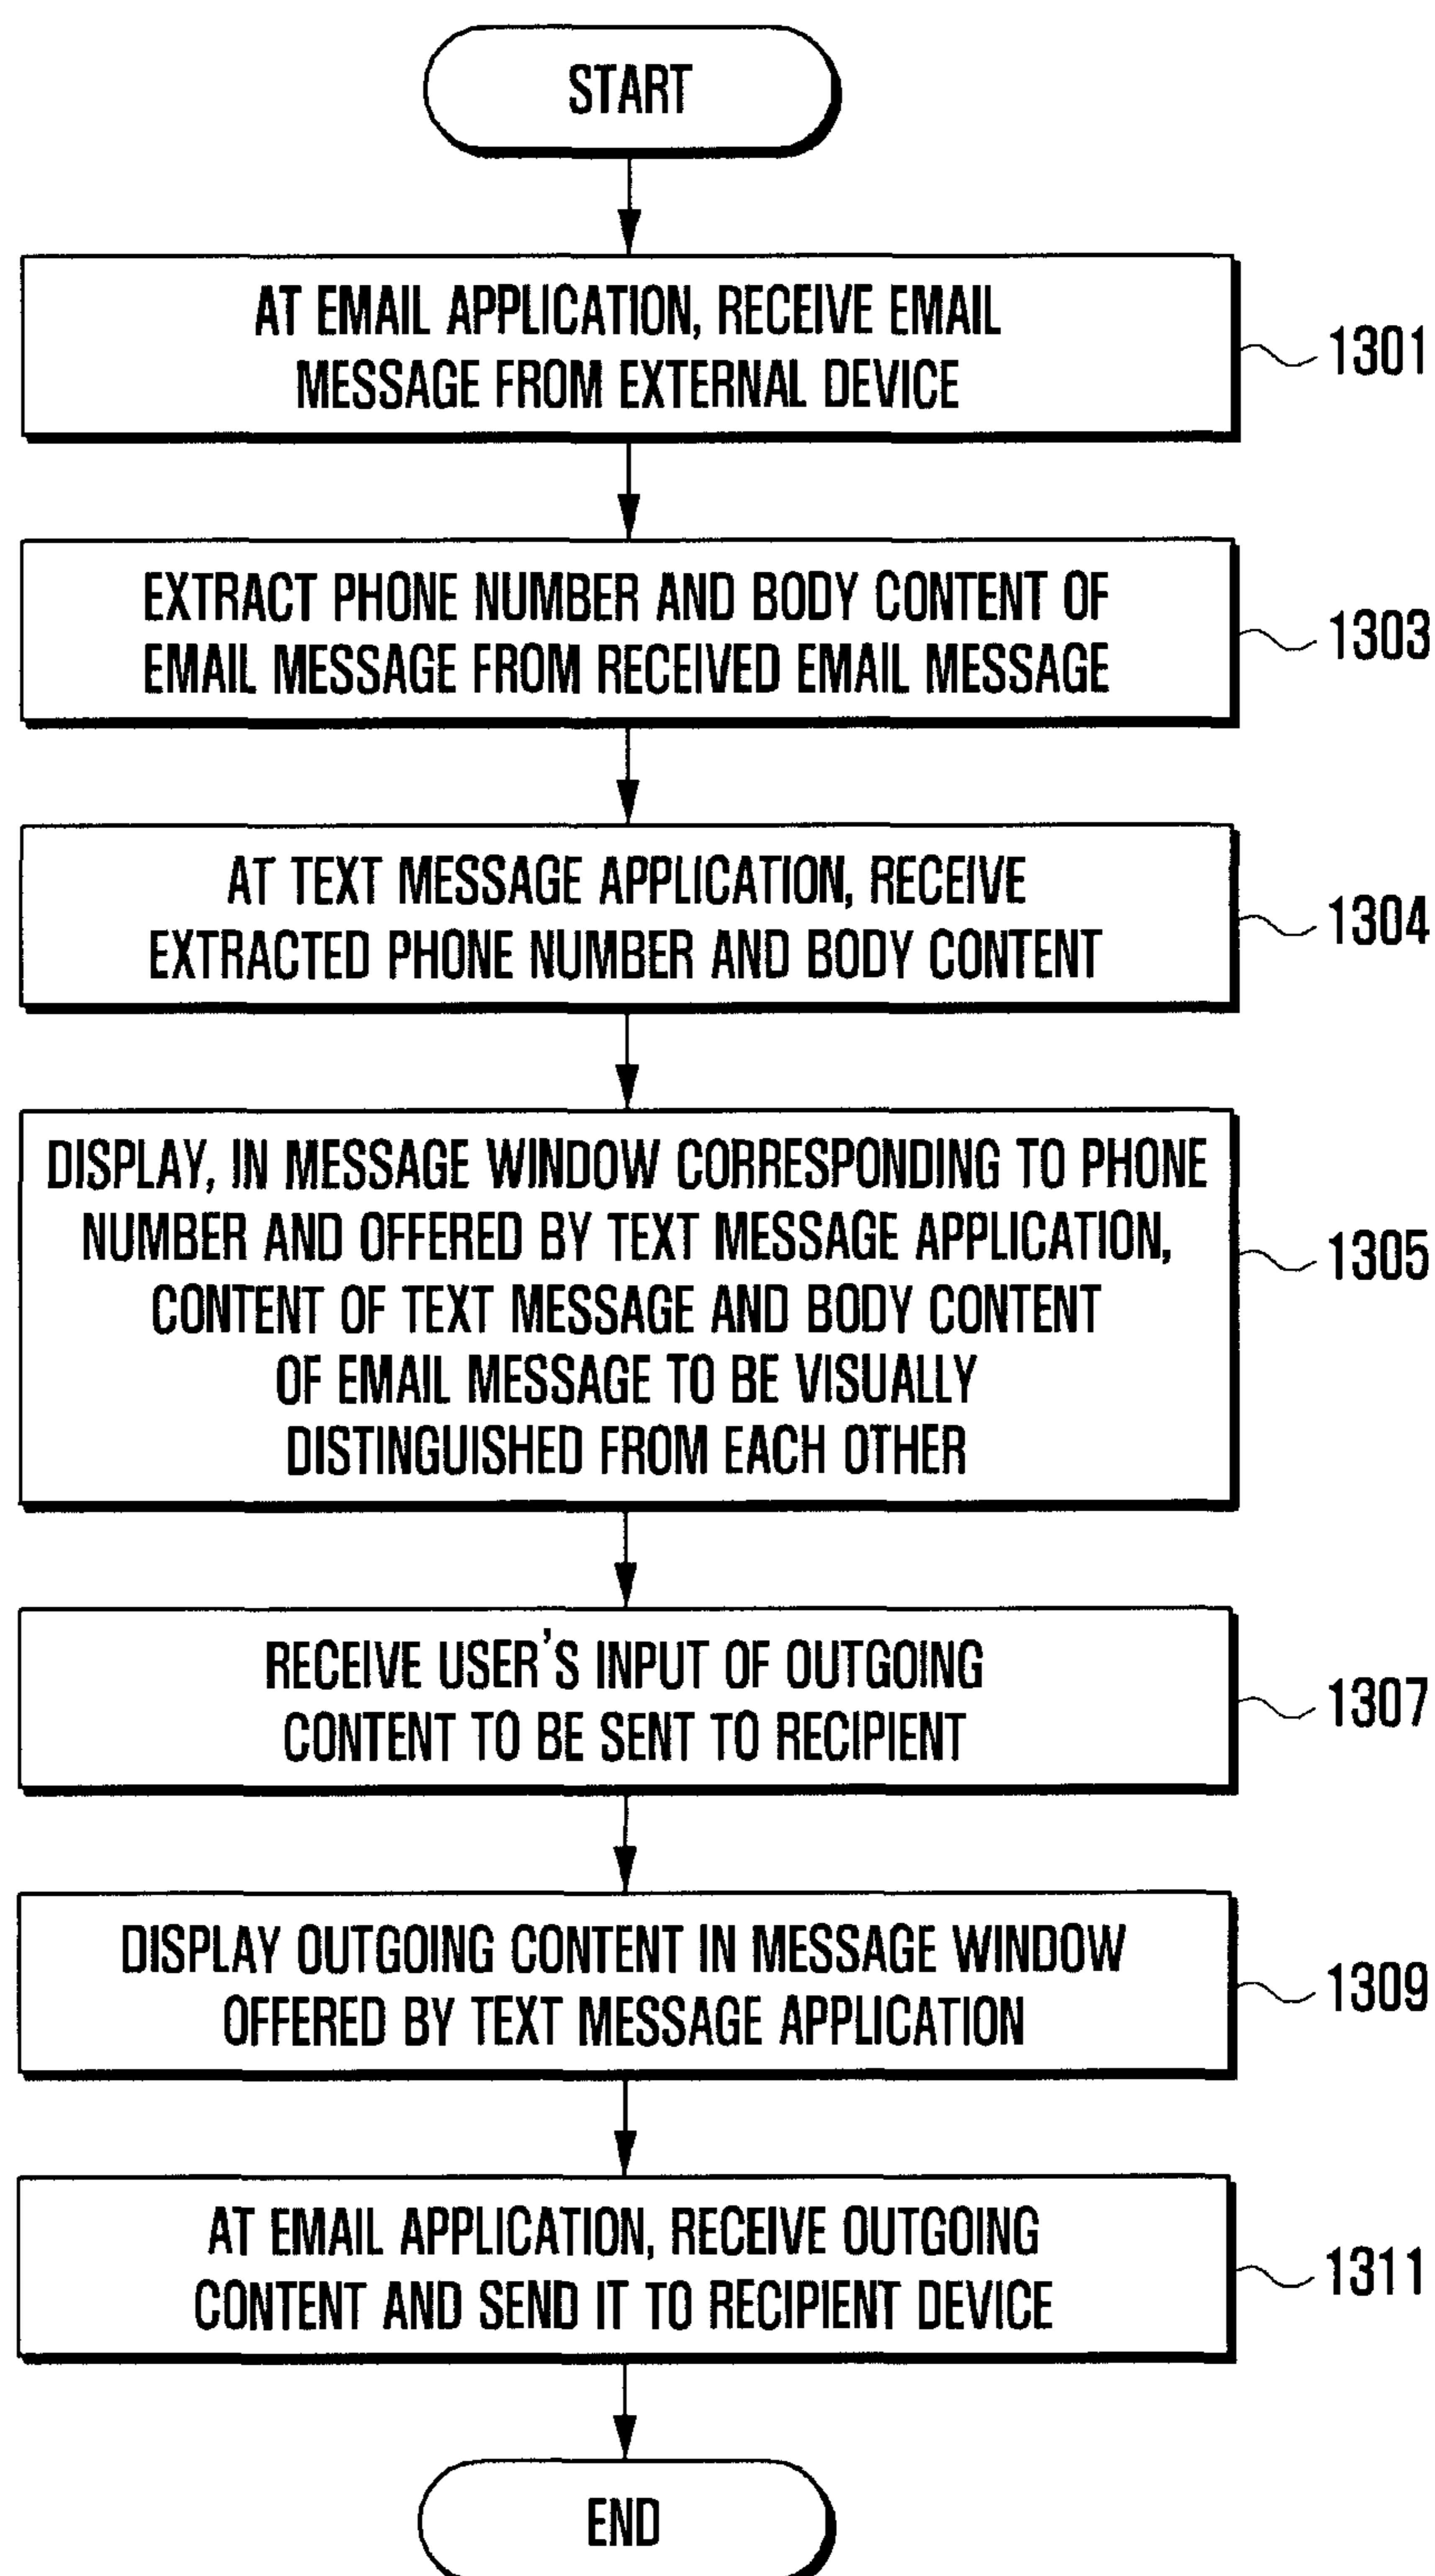 START
AT EMAIL APPLICATION, RECEIVE EMAIL
MESSAGE FROM EXTERNAL DEVICE
1301
EXTRACT PHONE NUMBER AND BODY CONTENT OF
EMAIL MESSAGE FROM RECEIVED EMAIL MESSAGE
1303
AT TEXT MESSAGE APPLICATION, RECEIVE
EXTRACTED PHONE NUMBER AND BODY CONTENT
1304
DISPLAY, IN MESSAGE WINDOW CORRESPONDING TO PHONE
NUMBER AND OFFERED BY TEXT MESSAGE APPLICATION,
CONTENT OF TEXT MESSAGE AND BODY CONTENT
OF EMAIL MESSAGE TO BE VISUALLY
DISTINGUISHED FROM EACH OTHER
1305
RECEIVE USER'S INPUT OF OUTGOING
CONTENT TO BE SENT TO RECIPIENT
1307
DISPLAY OUTGOING CONTENT IN MESSAGE WINDOW
OFFERED BY TEXT MESSAGE APPLICATION
1309
AT EMAIL APPLICATION, RECEIVE OUTGOING
CONTENT AND SEND IT TO RECIPIENT DEVICE
1311
END